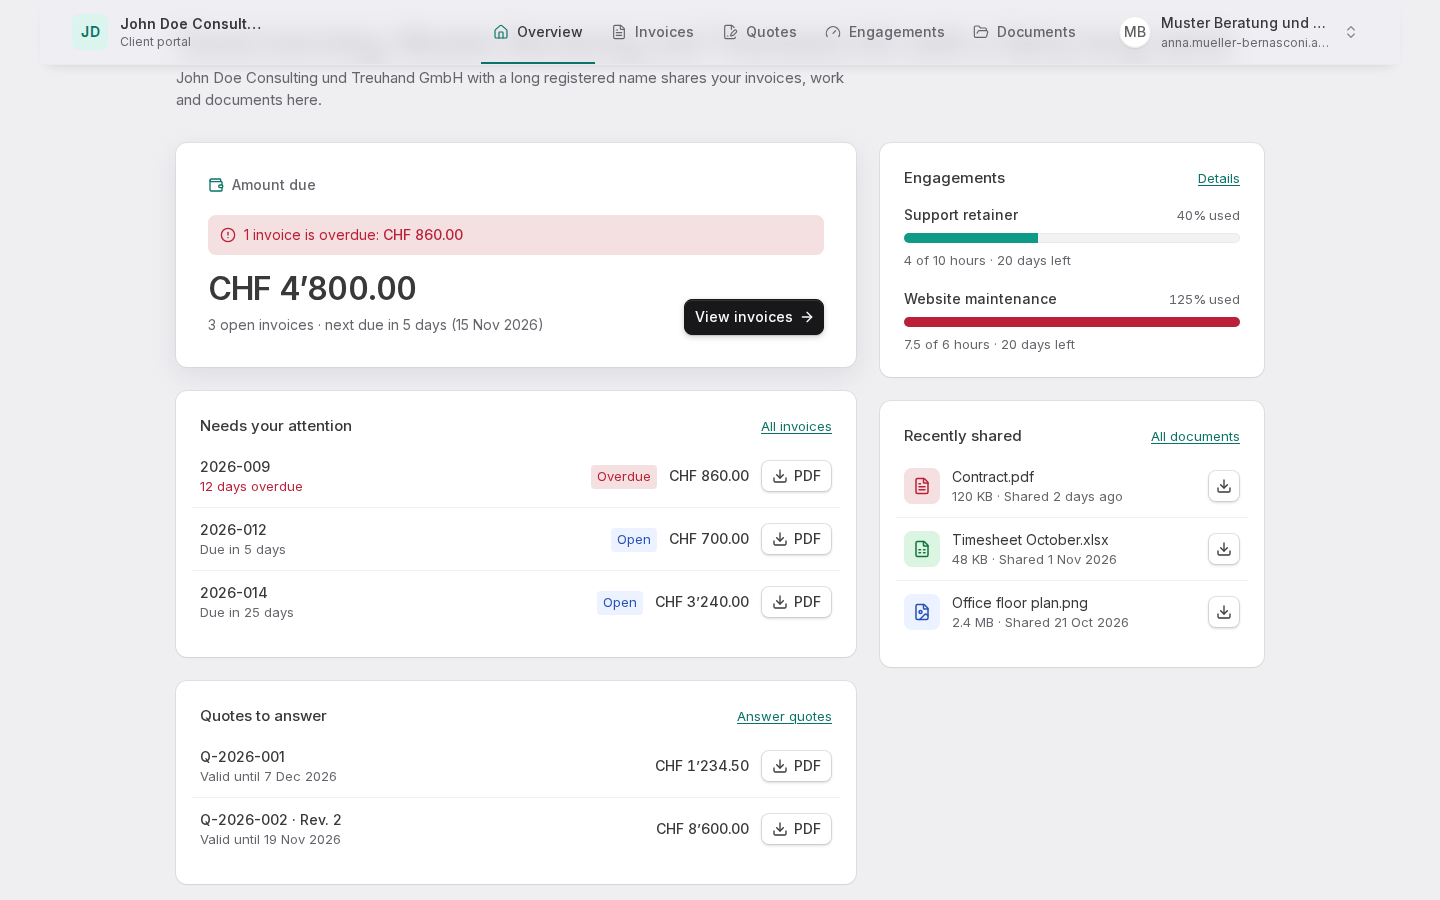 JD
John Doe Consult…
Client portal
Overview
Invoices
Quotes
Engagements
Documents
MB
Muster Beratung und …
anna.mueller-bernasconi.a…
John Doe Consulting und Treuhand GmbH with a long registered name shares your invoices, work
and documents here.
Amount due
1 invoice is overdue: CHF 860.00
CHF 4’800.00
3 open invoices · next due in 5 days (15 Nov 2026)
View invoices
Needs your attention
All invoices
2026-009
12 days overdue
Overdue
CHF 860.00
PDF
2026-012
Due in 5 days
Open
CHF 700.00
PDF
2026-014
Due in 25 days
Open
CHF 3’240.00
PDF
Quotes to answer
Answer quotes
Q-2026-001
Valid until 7 Dec 2026
CHF 1’234.50
PDF
Q-2026-002 · Rev. 2
Valid until 19 Nov 2026
CHF 8’600.00
PDF
Engagements
Details
Support retainer
40% used
4 of 10 hours · 20 days left
Website maintenance
125% used
7.5 of 6 hours · 20 days left
Recently shared
All documents
Contract.pdf
120 KB · Shared 2 days ago
Timesheet October.xlsx
48 KB · Shared 1 Nov 2026
Office floor plan.png
2.4 MB · Shared 21 Oct 2026